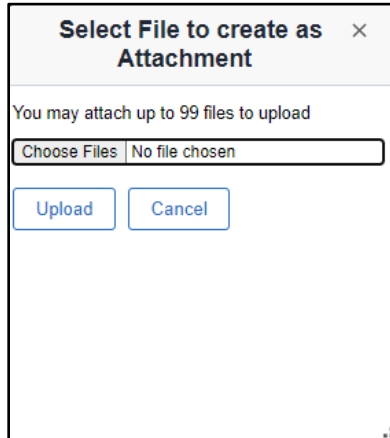 Select File to create as
Attachment
×
You may attach up to 99 files to upload
Choose Files No file chosen
Upload Cancel